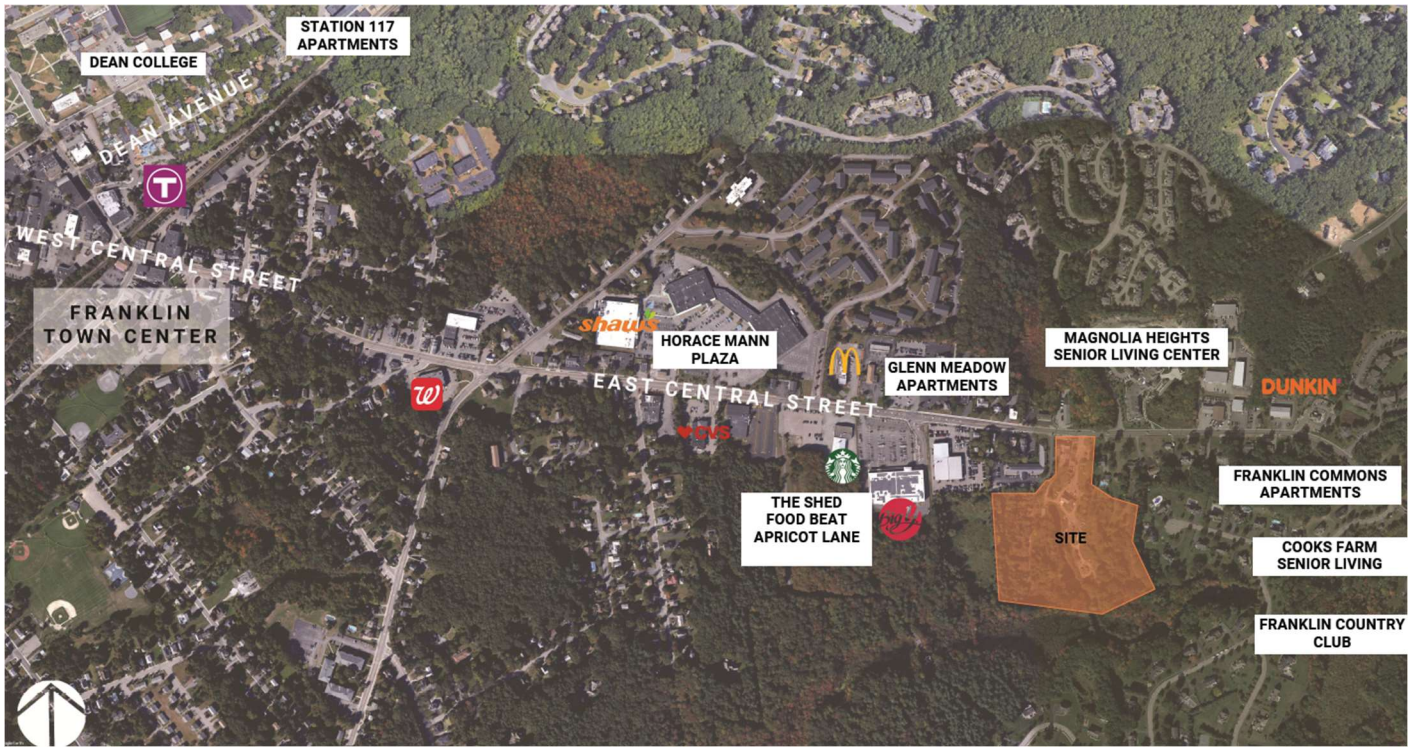 STATION 117
APARTMENTS
DEAN COLLEGE
DEAN AVENUE
T
WEST CENTRAL STREET
FRANKLIN
TOWN CENTER
shaws
HORACE MANN
PLAZA
W
EAST CENTRAL STREET
GLENN MEADOW
APARTMENTS
MAGNOLIA HEIGHTS
SENIOR LIVING CENTER
DUNKIN'
CVS
THE SHED
FOOD BEAT
APRICOT LANE
Big Y
SITE
FRANKLIN COMMONS
APARTMENTS
COOKS FARM
SENIOR LIVING
FRANKLIN COUNTRY
CLUB